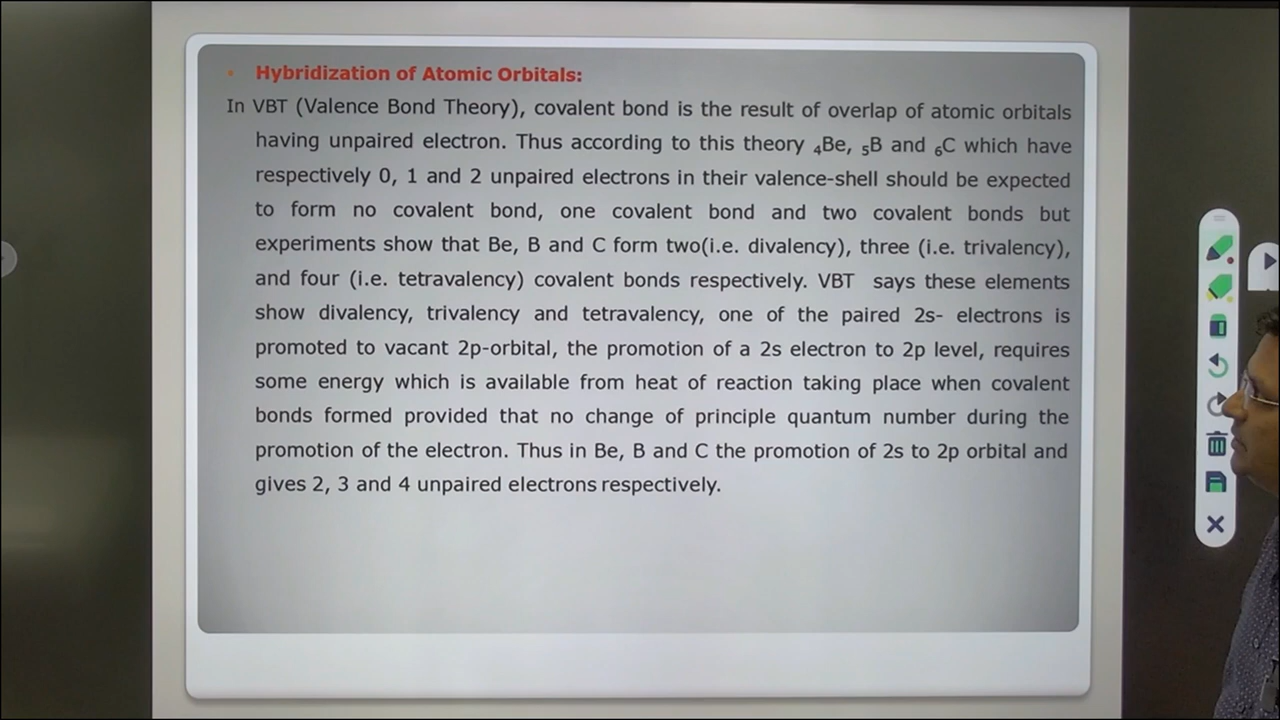 • Hybridization of Atomic Orbitals:
In VBT (Valence Bond Theory), covalent bond is the result of overlap of atomic orbitals
having unpaired electron. Thus according to this theory ₄Be, ₅B and ₆C which have
respectively 0, 1 and 2 unpaired electrons in their valence-shell should be expected
to form no covalent bond, one covalent bond and two covalent bonds but
experiments show that Be, B and C form two(i.e. divalency), three (i.e. trivalency),
and four (i.e. tetravalency) covalent bonds respectively. VBT says these elements
show divalency, trivalency and tetravalency, one of the paired 2s- electrons is
promoted to vacant 2p-orbital, the promotion of a 2s electron to 2p level, requires
some energy which is available from heat of reaction taking place when covalent
bonds formed provided that no change of principle quantum number during the
promotion of the electron. Thus in Be, B and C the promotion of 2s to 2p orbital and
gives 2, 3 and 4 unpaired electrons respectively.